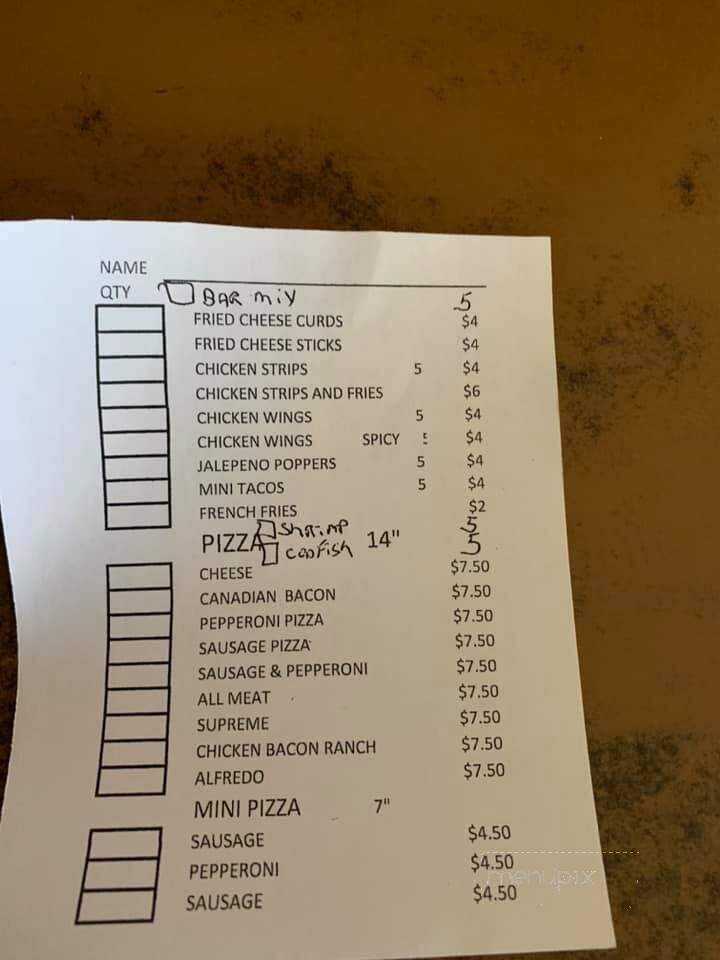 NAME
QTY BAR mix 5
FRIED CHEESE CURDS $4
FRIED CHEESE STICKS $4
CHICKEN STRIPS 5 $4
CHICKEN STRIPS AND FRIES $6
CHICKEN WINGS 5 $4
CHICKEN WINGS SPICY 5 $4
JALEPENO POPPERS 5 $4
MINI TACOS 5 $4
FRENCH FRIES $2
Shrimp 5
PIZZA codfish 14" 5
CHEESE $7.50
CANADIAN BACON $7.50
PEPPERONI PIZZA $7.50
SAUSAGE PIZZA $7.50
SAUSAGE & PEPPERONI $7.50
ALL MEAT $7.50
SUPREME $7.50
CHICKEN BACON RANCH $7.50
ALFREDO $7.50
MINI PIZZA 7"
SAUSAGE $4.50
PEPPERONI $4.50
menupix
SAUSAGE $4.50